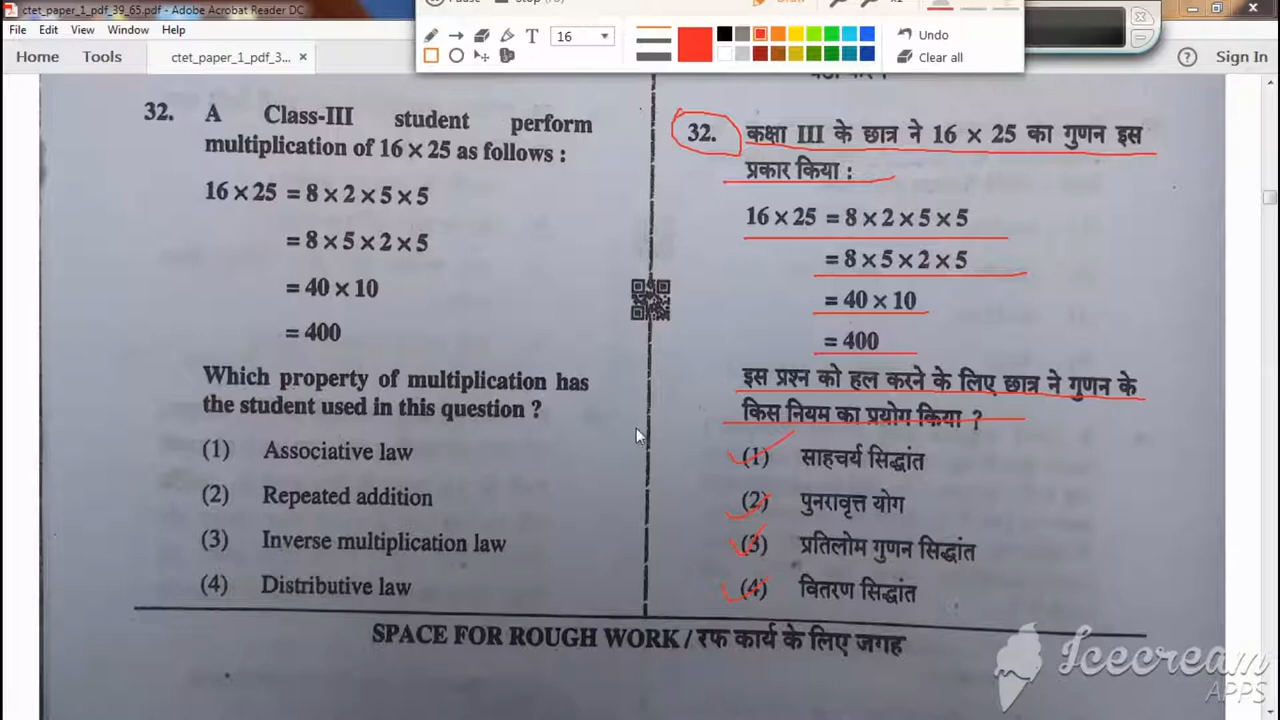 ctet_paper_1_pdf_39_65.pdf - Adobe Acrobat Reader DC
File Edit View Window Help
16
Undo
Clear all
Home Tools ctet_paper_1_pdf_3... ×
Sign In
32. A Class-III student perform
multiplication of 16 × 25 as follows :
16 × 25 = 8 × 2 × 5 × 5
= 8 × 5 × 2 × 5
= 40 × 10
= 400
Which property of multiplication has
the student used in this question ?
(1) Associative law
(2) Repeated addition
(3) Inverse multiplication law
(4) Distributive law
32. कक्षा III के छात्र ने 16 × 25 का गुणन इस
प्रकार किया :
16 × 25 = 8 × 2 × 5 × 5
= 8 × 5 × 2 × 5
= 40 × 10
= 400
इस प्रश्न को हल करने के लिए छात्र ने गुणन के
किस नियम का प्रयोग किया ?
(1) साहचर्य सिद्धांत
(2) पुनरावृत्त योग
(3) प्रतिलोम गुणन सिद्धांत
(4) वितरण सिद्धांत
SPACE FOR ROUGH WORK / रफ कार्य के लिए जगह
Icecream
APPS